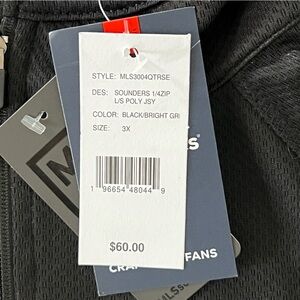 STYLE: MLS3004QTRSE
DES: SOUNDERS 1/4ZIP
L/S POLY JSY
COLOR: BLACK/BRIGHT GR
SIZE: 3X
1 96654 48044 9
$60.00
FANS